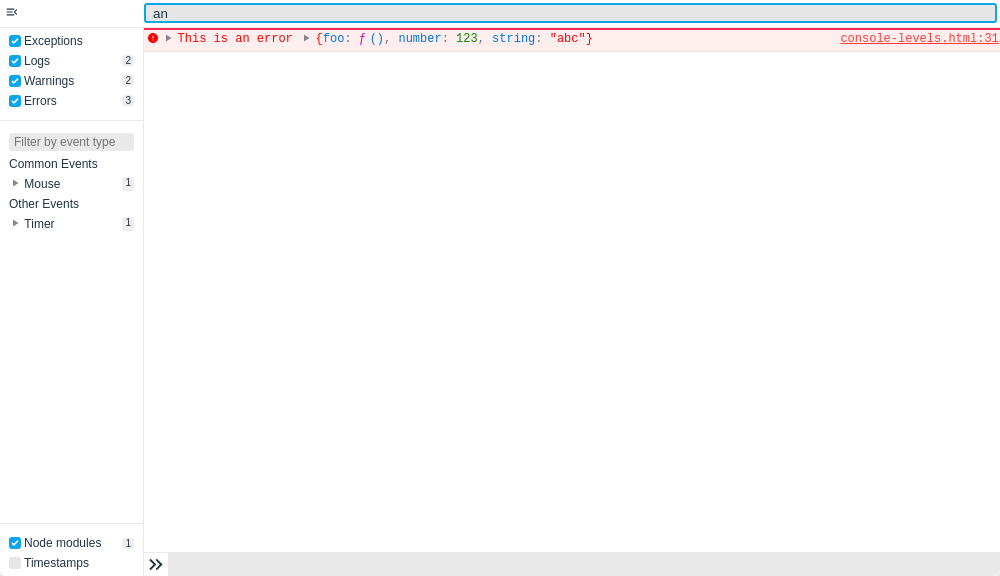 an
Exceptions
Logs 2
Warnings 2
Errors 3
Filter by event type
Common Events
Mouse 1
Other Events
Timer 1
Node modules 1
Timestamps
This is an error {foo: ƒ (), number: 123, string: "abc"} console-levels.html:31